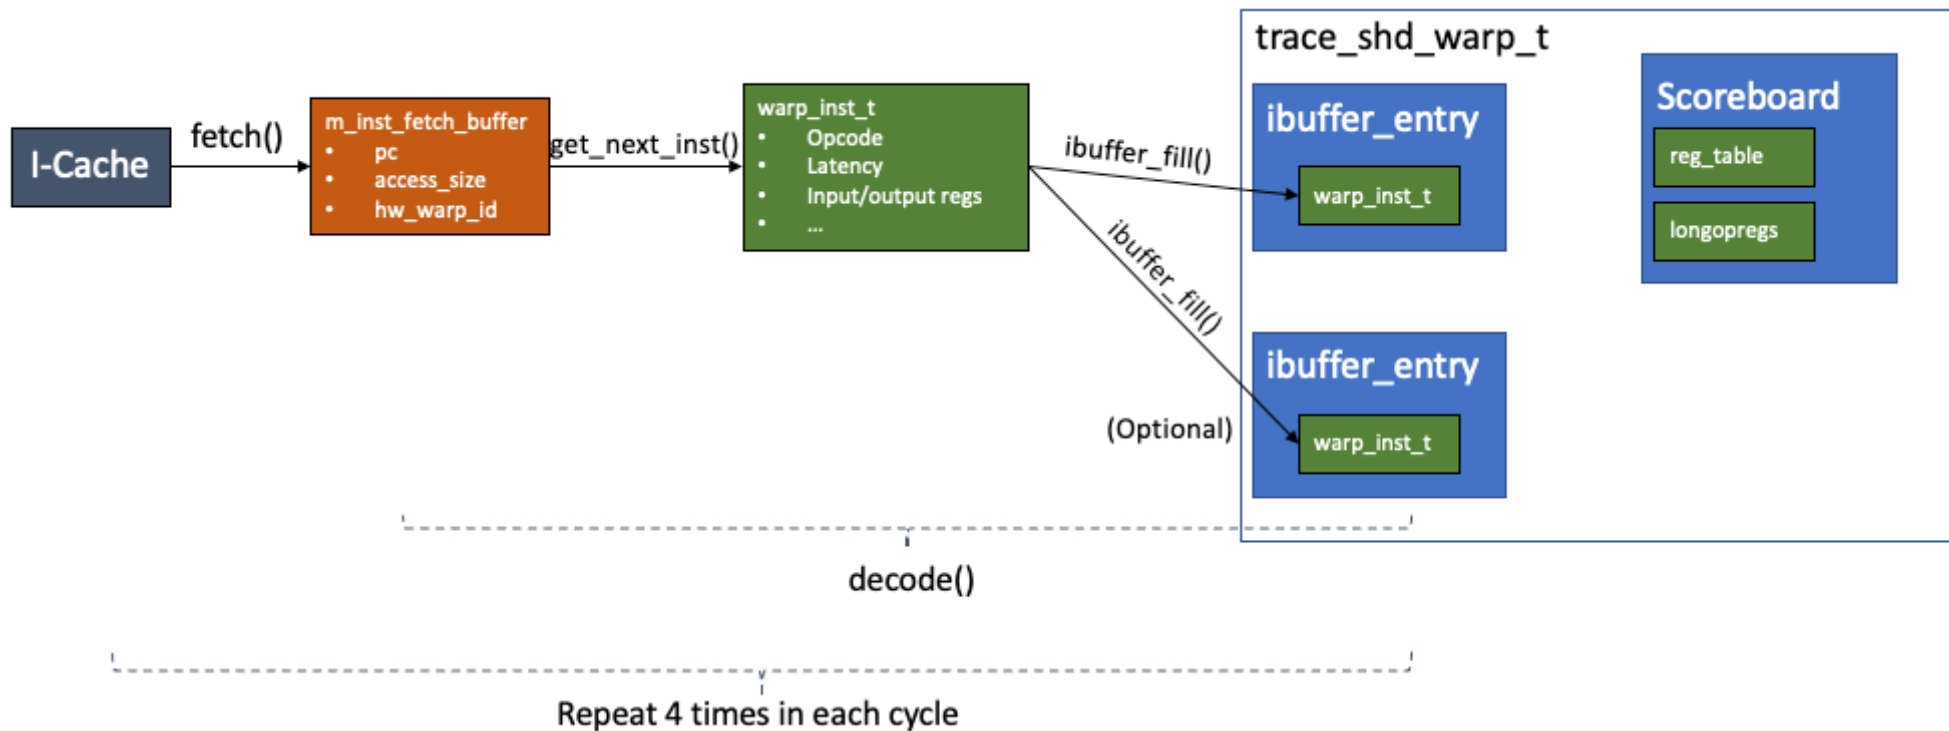 I-Cache
fetch()
m_inst_fetch_buffer
• pc
• access_size
• hw_warp_id
get_next_inst()
warp_inst_t
• Opcode
• Latency
• Input/output regs
• ...
ibuffer_fill()
ibuffer_fill()
(Optional)
trace_shd_warp_t
ibuffer_entry
warp_inst_t
ibuffer_entry
warp_inst_t
Scoreboard
reg_table
longopregs
decode()
Repeat 4 times in each cycle